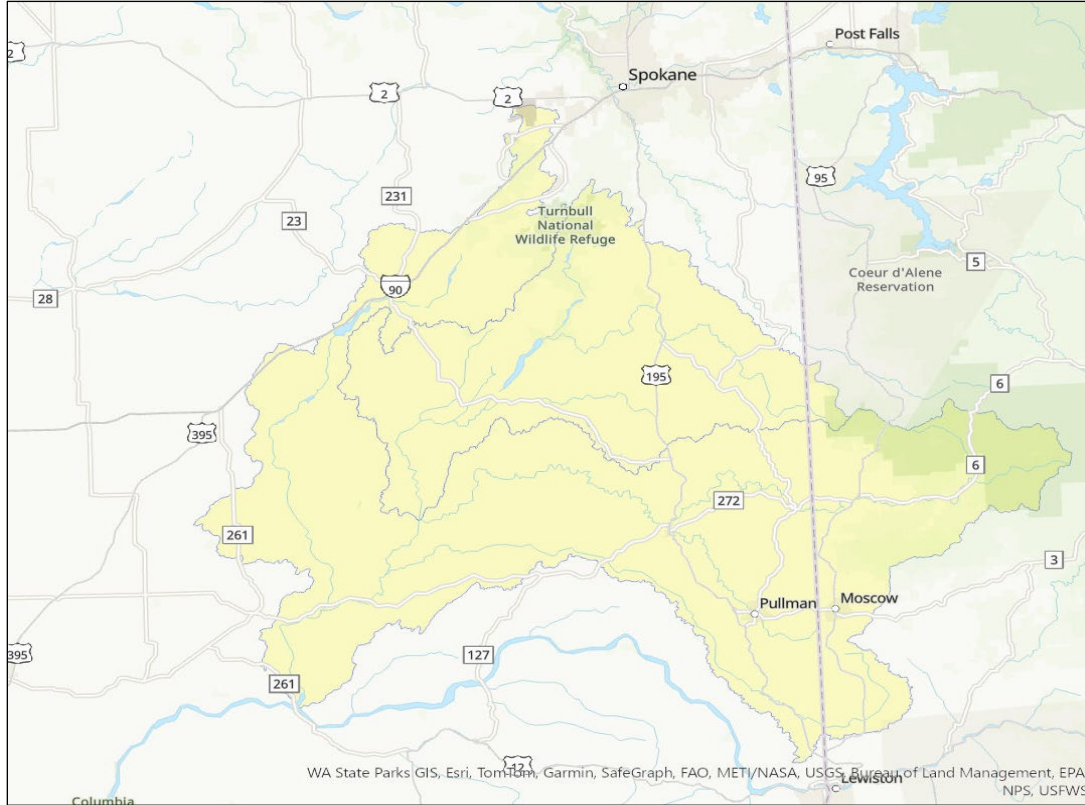 Post Falls
Spokane
2
2
2
95
231
23
Turnbull
National
Wildlife Refuge
5
Coeur d'Alene
Reservation
90
28
195
6
395
6
272
261
3
Pullman
Moscow
127
395
261
12
WA State Parks GIS, Esri, TomTom, Garmin, SafeGraph, FAO, METI/NASA, USGS, Bureau of Land Management, EPA,
NPS, USFWS
Lewiston
Columbia